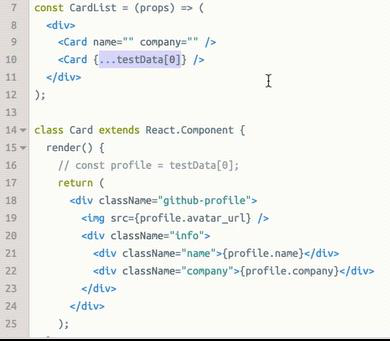 7 const CardList = (props) => (
8 <div>
9 <Card name="" company="" />
10 <Card {...testData[0]} />
11 </div>
12 );
13
14 class Card extends React.Component {
15 render() {
16 // const profile = testData[0];
17 return (
18 <div className="github-profile">
19 <img src={profile.avatar_url} />
20 <div className="info">
21 <div className="name">{profile.name}</div>
22 <div className="company">{profile.company}</div>
23 </div>
24 </div>
25 );